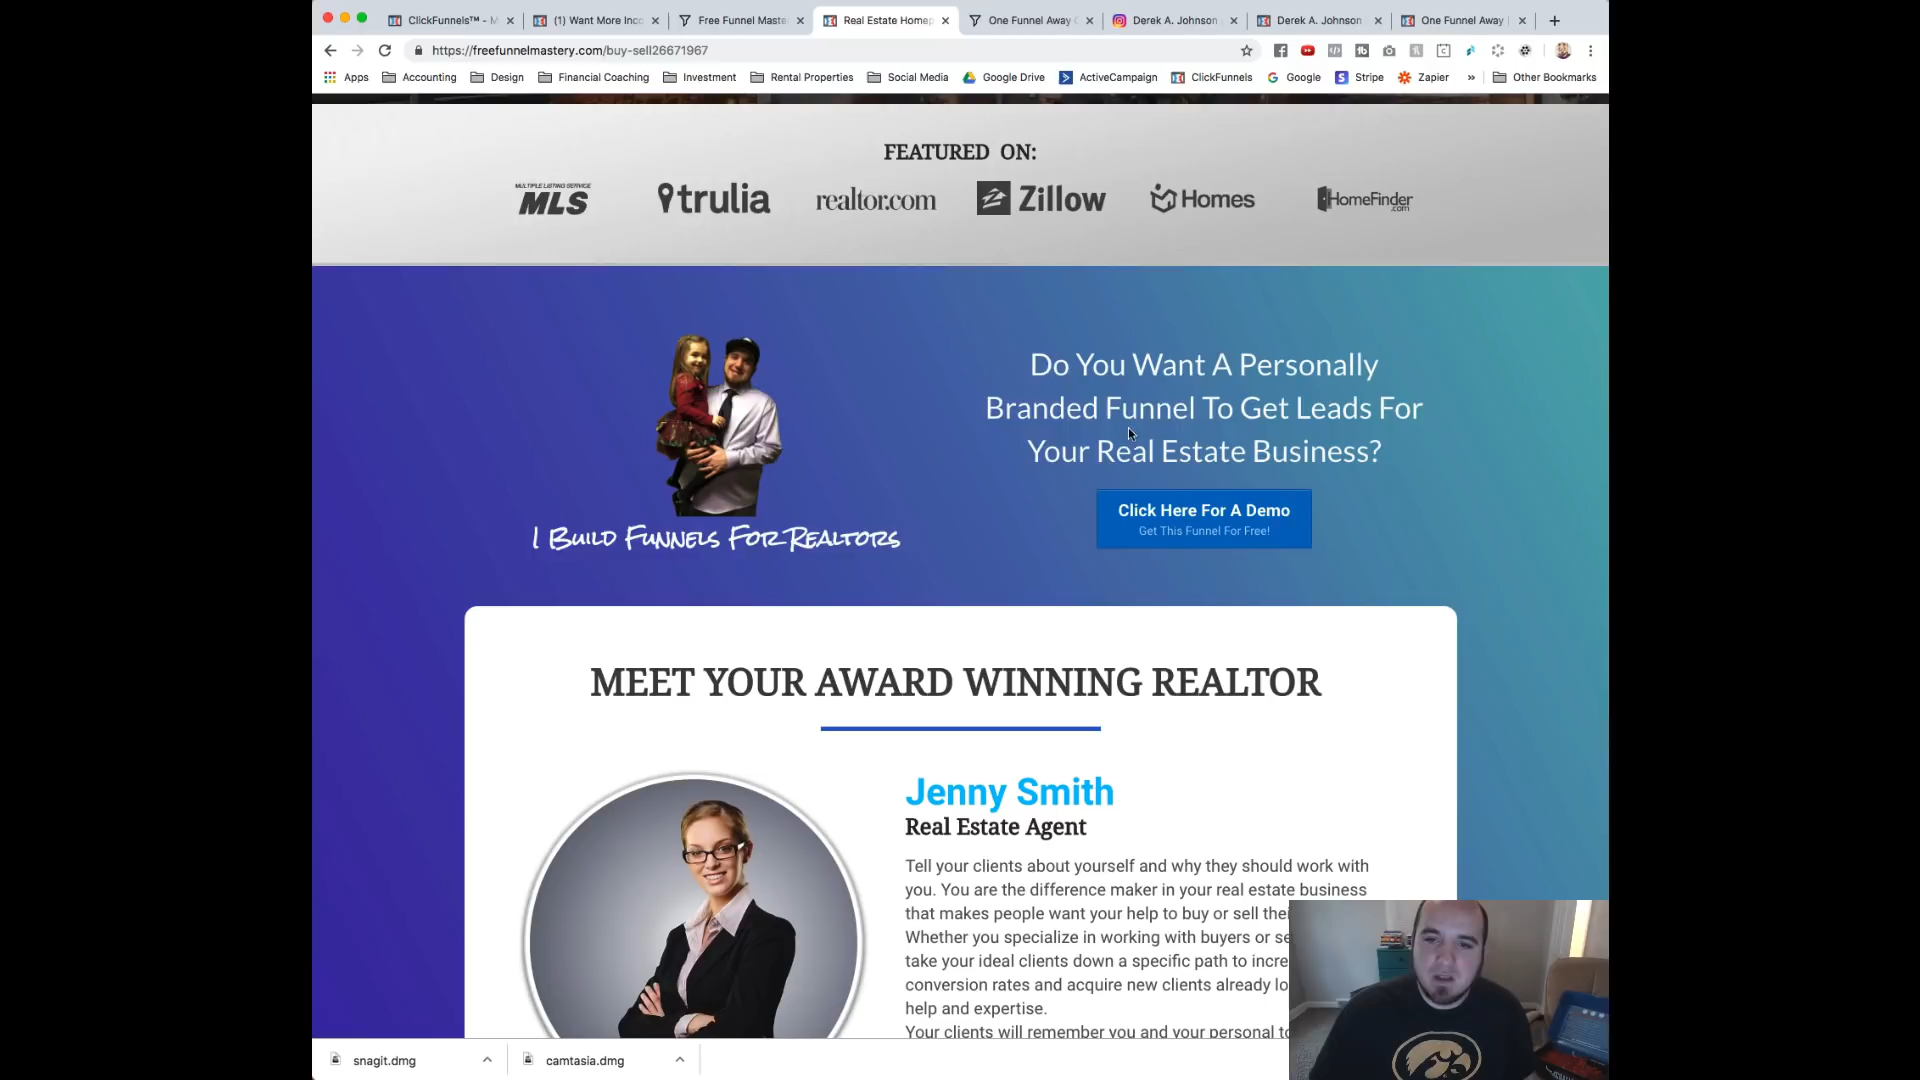 ClickFunnels™ - M
(1) Want More Inco
Free Funnel Maste
Real Estate Homep
One Funnel Away C
Derek A. Johnson
Derek A. Johnson
One Funnel Away
https://freefunnelmastery.com/buy-sell26671967
Apps
Accounting
Design
Financial Coaching
Investment
Rental Properties
Social Media
Google Drive
ActiveCampaign
ClickFunnels
Google
Stripe
Zapier
»
Other Bookmarks
FEATURED ON:
MULTIPLE LISTING SERVICE
MLS
trulia
realtor.com
Zillow
Homes
HomeFinder
.com
Do You Want A Personally
Branded Funnel To Get Leads For
Your Real Estate Business?
Click Here For A Demo
Get This Funnel For Free!
I Build Funnels For Realtors
MEET YOUR AWARD WINNING REALTOR
Jenny Smith
Real Estate Agent
Tell your clients about yourself and why they should work with
you. You are the difference maker in your real estate business
that makes people want your help to buy or sell thei
Whether you specialize in working with buyers or se
take your ideal clients down a specific path to incre
conversion rates and acquire new clients already lo
help and expertise.
Your clients will remember you and your personal to
snagit.dmg
camtasia.dmg